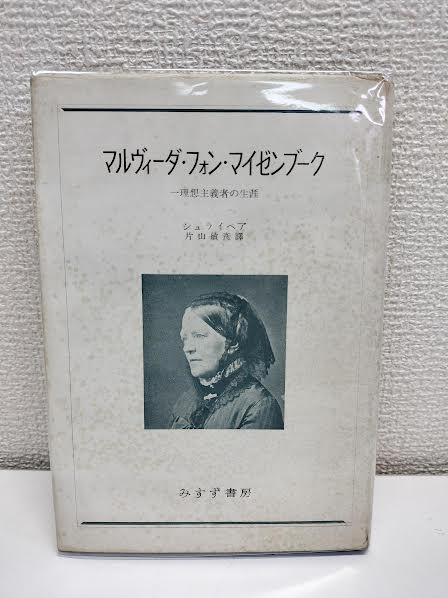 マルヴィーダ・フォン・マイゼンブーク
一理想主義者の生涯
シュライヘア
片山敏彦譯
みすず書房